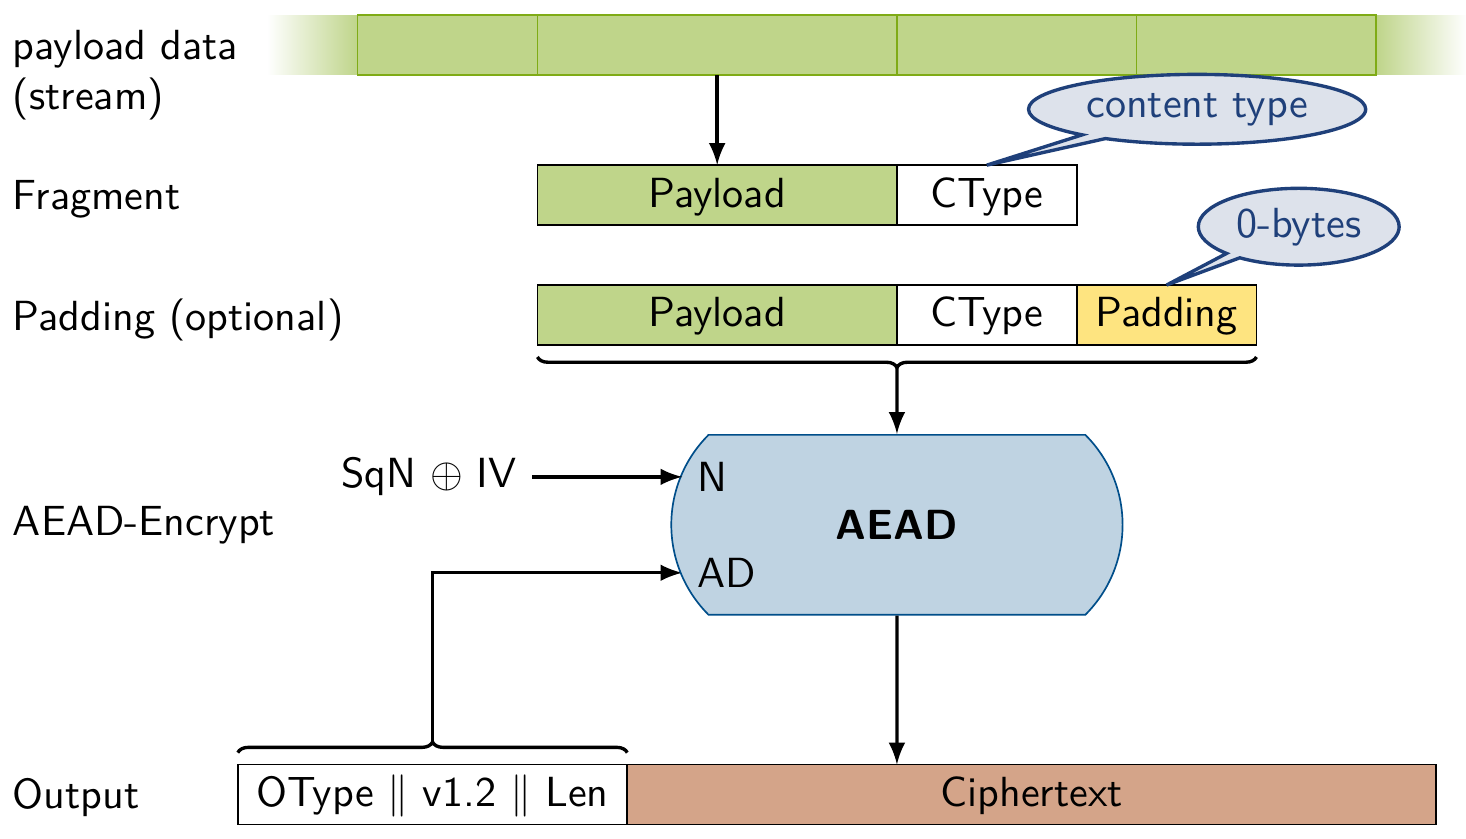 payload data
(stream)
content type
Fragment
Payload
CType
0-bytes
Padding (optional)
Payload
CType
Padding
SqN ⊕ IV
N
AEAD-Encrypt
AEAD
AD
Output
OType ∥ v1.2 ∥ Len
Ciphertext